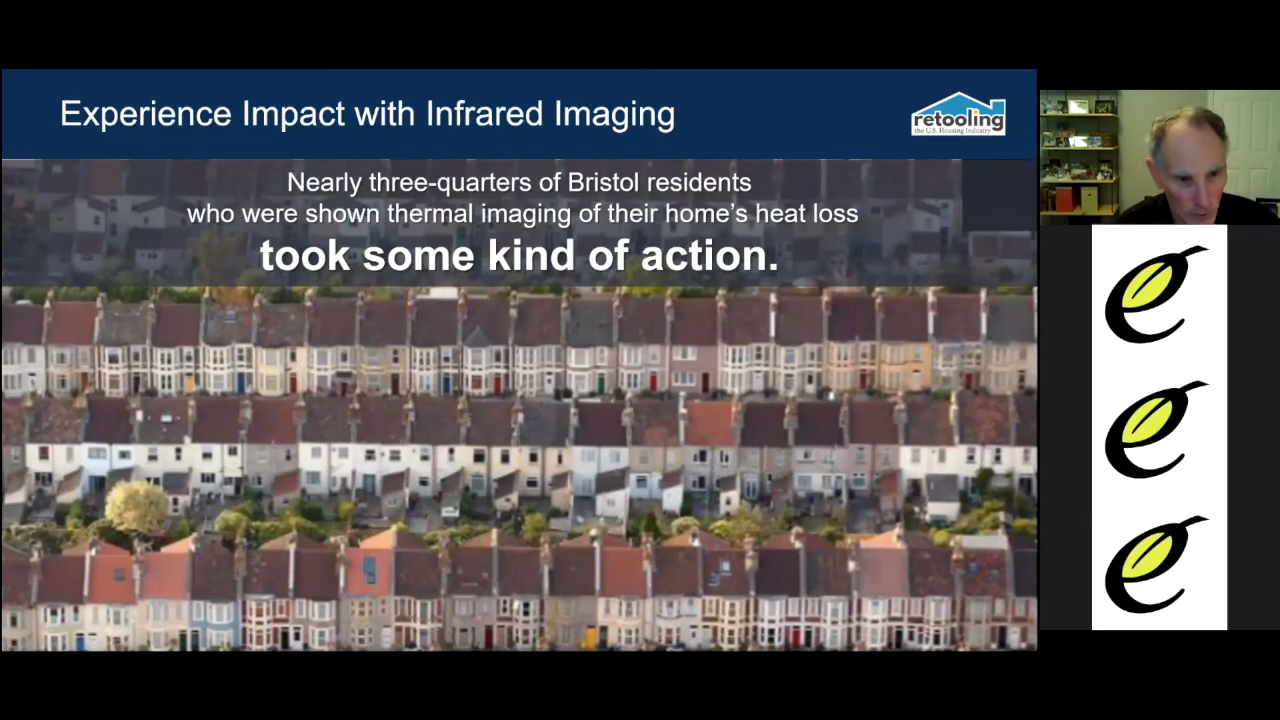 Experience Impact with Infrared Imaging
retooling
the U.S. Housing Industry
Nearly three-quarters of Bristol residents
who were shown thermal imaging of their home's heat loss
took some kind of action.